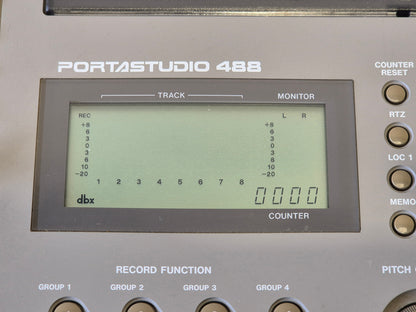 PORTASTUDIO 488
COUNTER
RESET
TRACK
MONITOR
REC
L R
+8 +8
6 6
3 3
0 0
3 3
6 6
10 10
-20 -20
RTZ
LOC 1
1 2 3 4 5 6 7 8
dbx
0000
COUNTER
MEMO
RECORD FUNCTION
PITCH
GROUP 1 GROUP 2 GROUP 3 GROUP 4